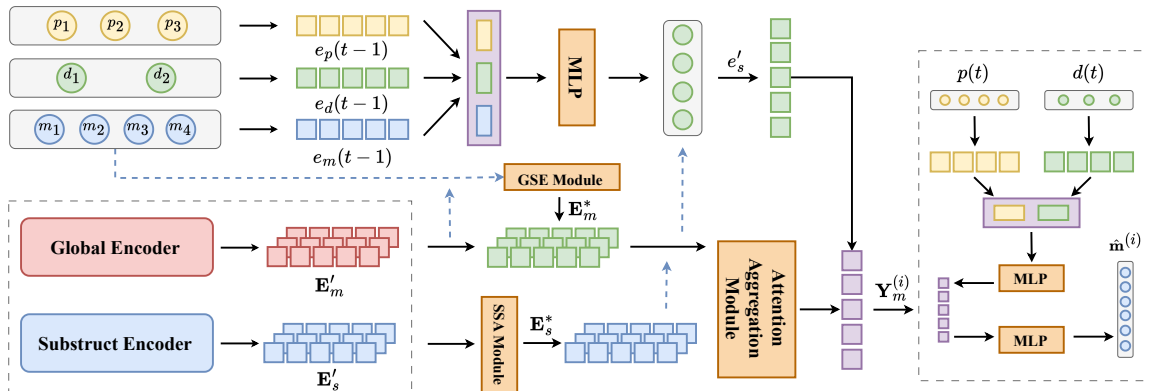 p₁ p₂ p₃
e_p(t − 1)
d₁ d₂
e_d(t − 1)
m₁ m₂ m₃ m₄
e_m(t − 1)
MLP
e′_s
GSE Module
E*_m
Global Encoder
E′_m
Substruct Encoder
E′_s
SSA Module
E*_s
Attention
Aggregation
Module
Y_m^(i)
p(t) d(t)
MLP
m̂^(i)
MLP